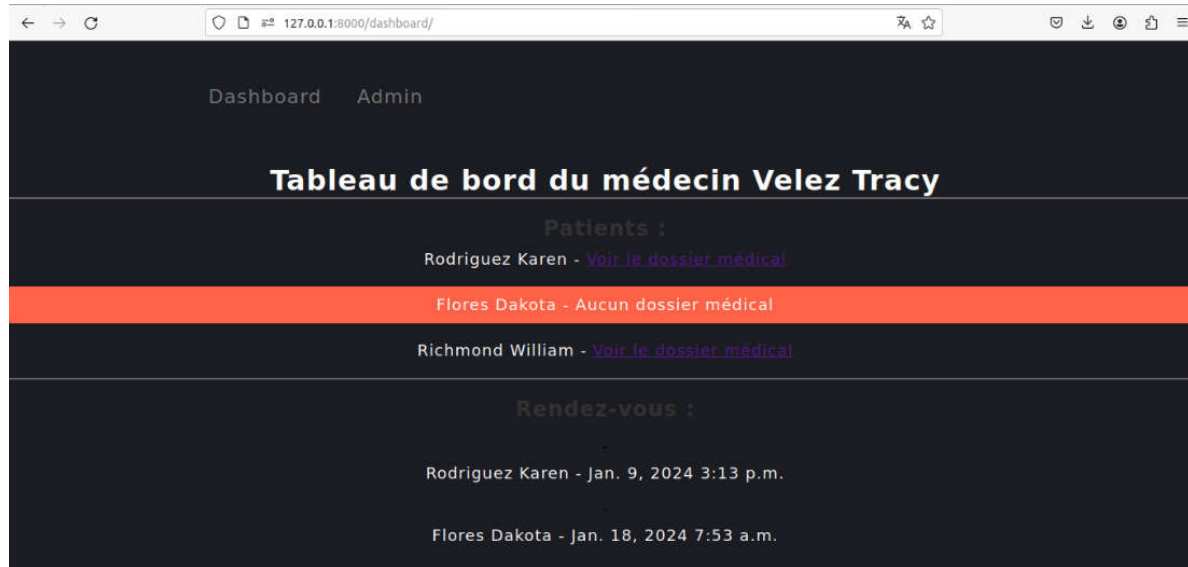 127.0.0.1:8000/dashboard/
Dashboard Admin
Tableau de bord du médecin Velez Tracy
Patients :
Rodriguez Karen - Voir le dossier médical
Flores Dakota - Aucun dossier médical
Richmond William - Voir le dossier médical
Rendez-vous :
Rodriguez Karen - Jan. 9, 2024 3:13 p.m.
Flores Dakota - Jan. 18, 2024 7:53 a.m.